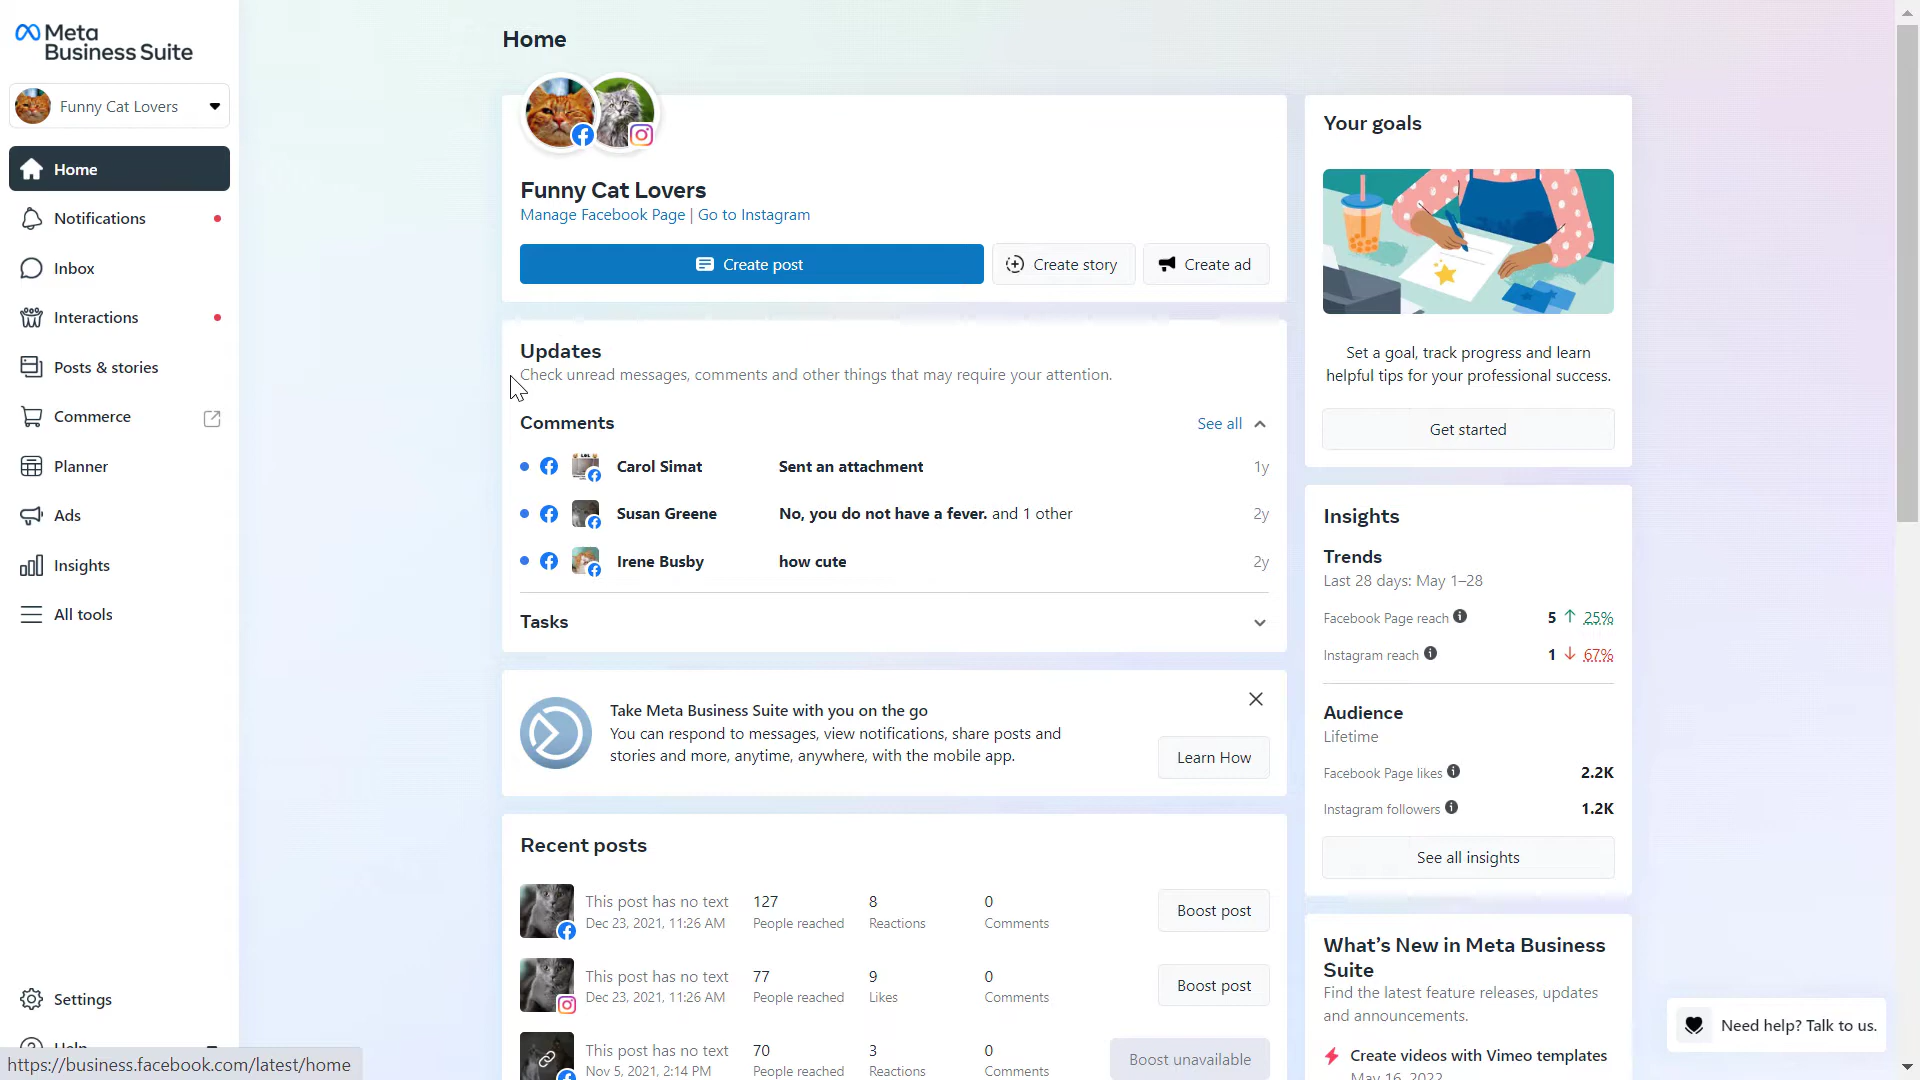 Meta
Business Suite
Funny Cat Lovers
Home
Notifications
Inbox
Interactions
Posts & stories
Commerce
Planner
Ads
Insights
All tools
Settings
Help
https://business.facebook.com/latest/home
Home
Funny Cat Lovers
Manage Facebook Page | Go to Instagram
Create post
Create story
Create ad
Updates
Check unread messages, comments and other things that may require your attention.
Comments
See all
Carol Simat Sent an attachment 1y
Susan Greene No, you do not have a fever. and 1 other 2y
Irene Busby how cute 2y
Tasks
Take Meta Business Suite with you on the go
You can respond to messages, view notifications, share posts and
stories and more, anytime, anywhere, with the mobile app.
Learn How
Recent posts
This post has no text 127 8 0
Dec 23, 2021, 11:26 AM People reached Reactions Comments
Boost post
This post has no text 77 9 0
Dec 23, 2021, 11:26 AM People reached Likes Comments
Boost post
This post has no text 70 3 0
Nov 5, 2021, 2:14 PM People reached Reactions Comments
Boost unavailable
Your goals
Set a goal, track progress and learn
helpful tips for your professional success.
Get started
Insights
Trends
Last 28 days: May 1–28
Facebook Page reach 5 ↑ 25%
Instagram reach 1 ↓ 67%
Audience
Lifetime
Facebook Page likes 2.2K
Instagram followers 1.2K
See all insights
What's New in Meta Business
Suite
Find the latest feature releases, updates
and announcements.
Create videos with Vimeo templates
May 16, 2022
Need help? Talk to us.